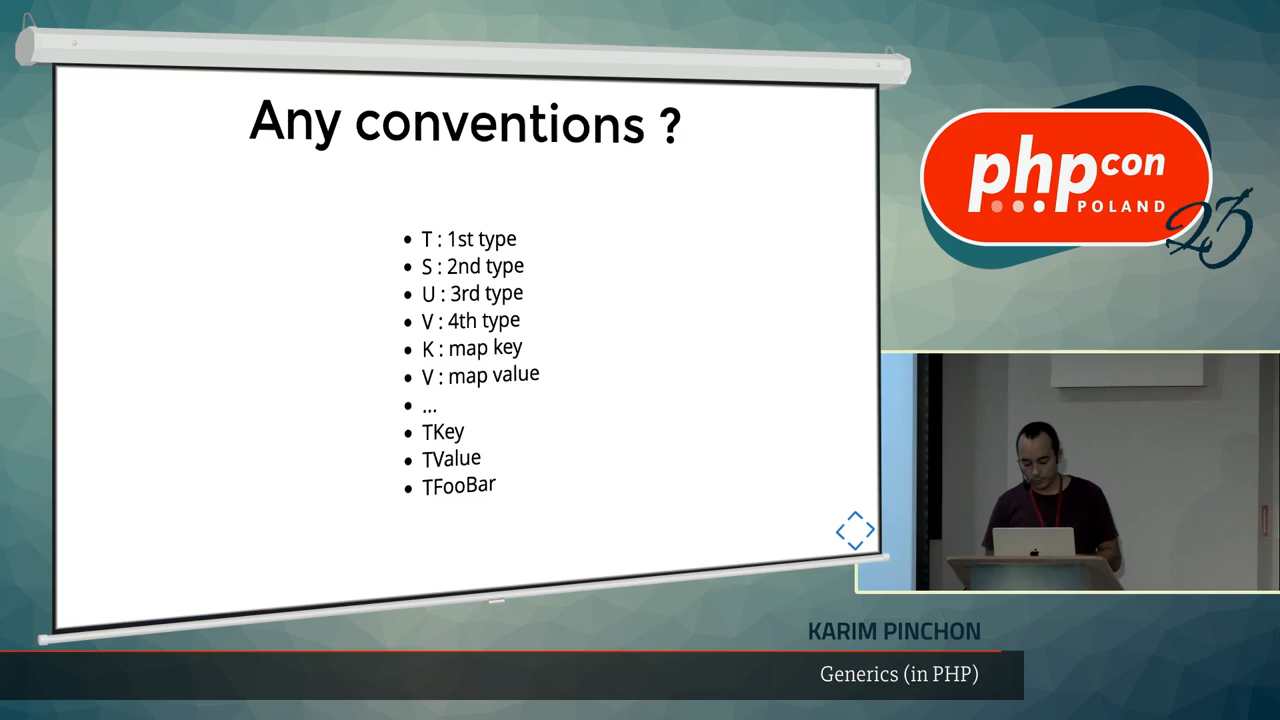 Any conventions ?
• T : 1st type
• S : 2nd type
• U : 3rd type
• V : 4th type
• K : map key
• V : map value
• ...
• TKey
• TValue
• TFooBar
php con
POLAND
23
KARIM PINCHON
Generics (in PHP)